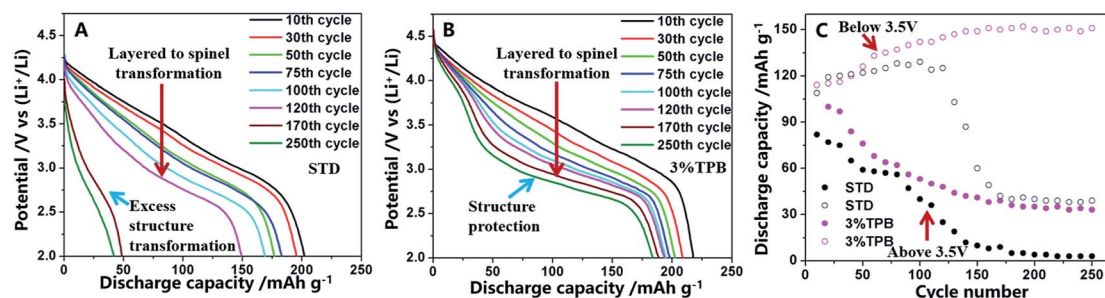 A
Layered to spinel
transformation
10th cycle
30th cycle
50th cycle
75th cycle
100th cycle
120th cycle
170th cycle
250th cycle
STD
Excess
structure
transformation
Potential /V vs (Li⁺/Li)
4.5
4.0
3.5
3.0
2.5
2.0
0 50 100 150 200 250
Discharge capacity /mAh g⁻¹
B
Layered to spinel
transformation
10th cycle
30th cycle
50th cycle
75th cycle
100th cycle
120th cycle
170th cycle
250th cycle
3%TPB
Structure
protection
Potential /V vs (Li⁺/Li)
4.5
4.0
3.5
3.0
2.5
2.0
0 50 100 150 200 250
Discharge capacity /mAh g⁻¹
C
Below 3.5V
STD
STD
3%TPB
3%TPB
Above 3.5V
Discharge capacity /mAh g⁻¹
150
120
90
60
30
0
0 50 100 150 200 250
Cycle number